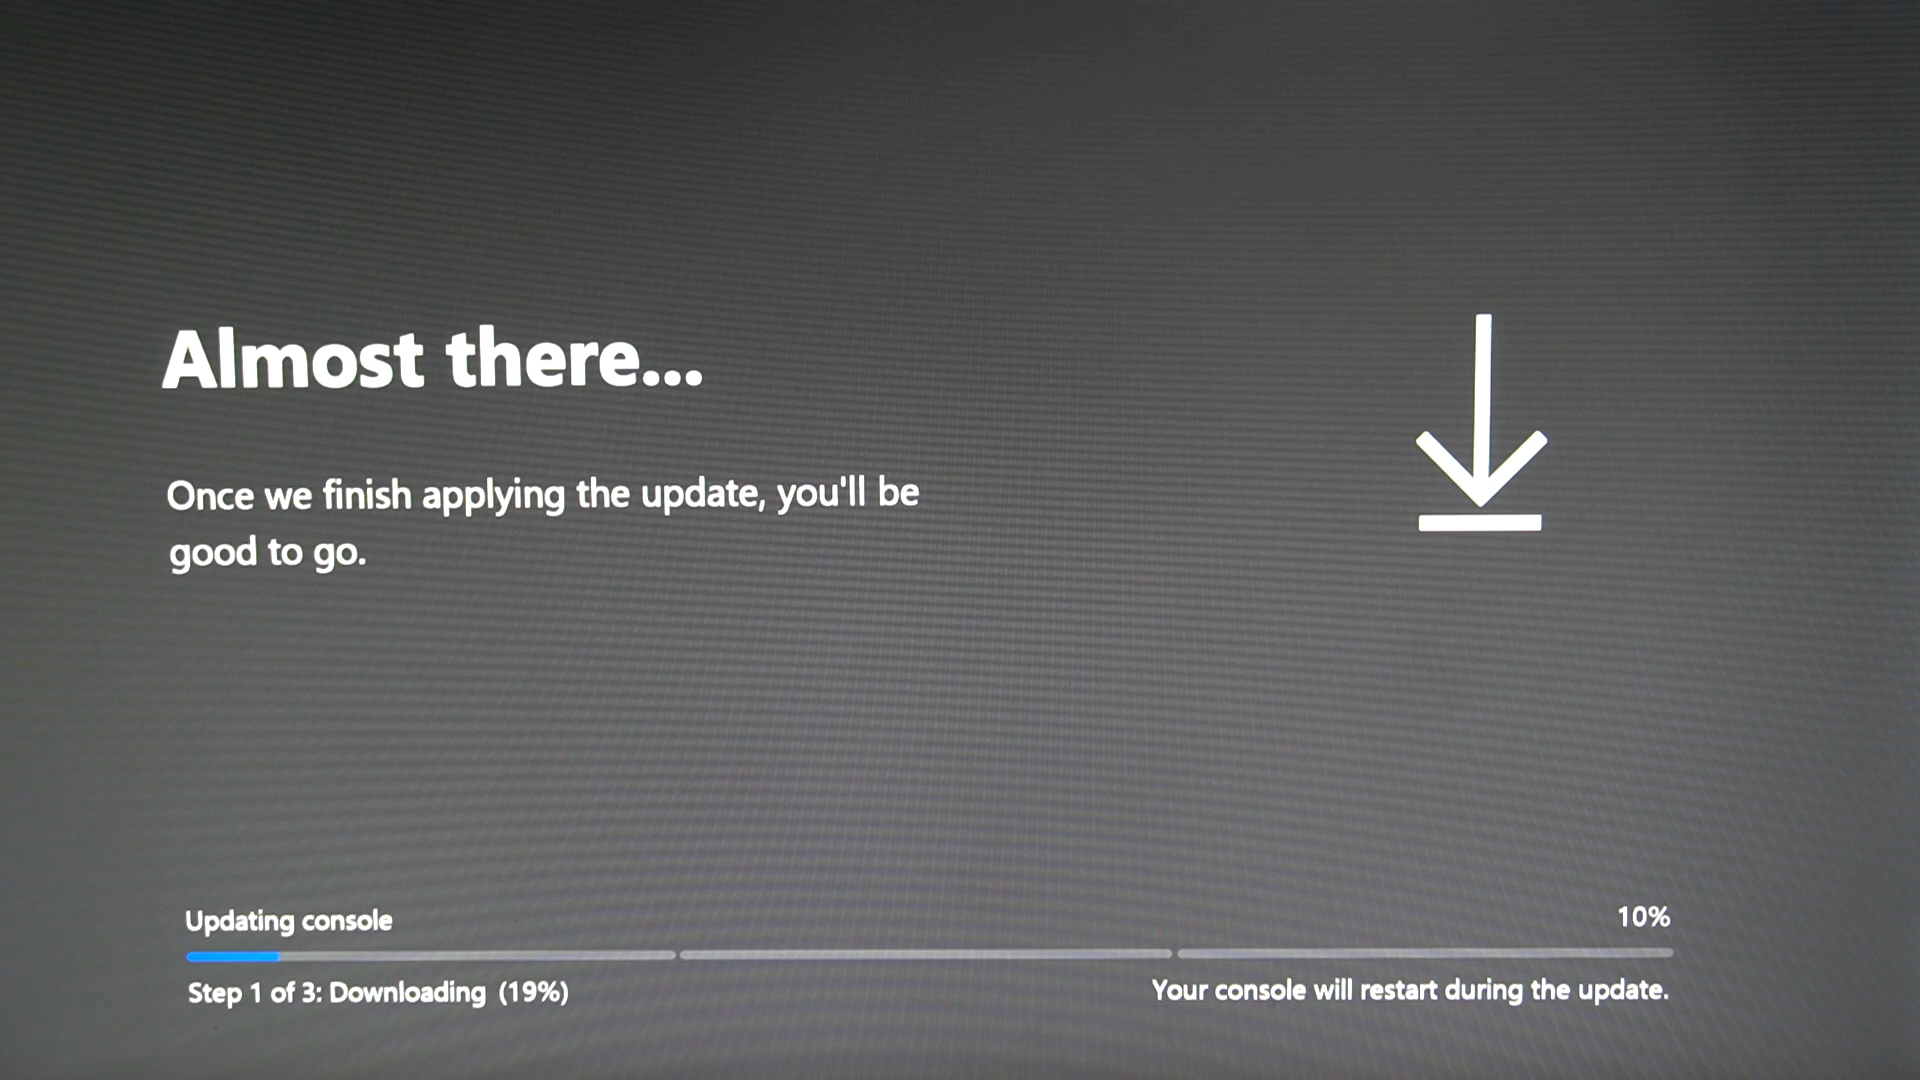 Almost there...
Once we finish applying the update, you'll be
good to go.
Updating console
10%
Step 1 of 3: Downloading (19%)
Your console will restart during the update.